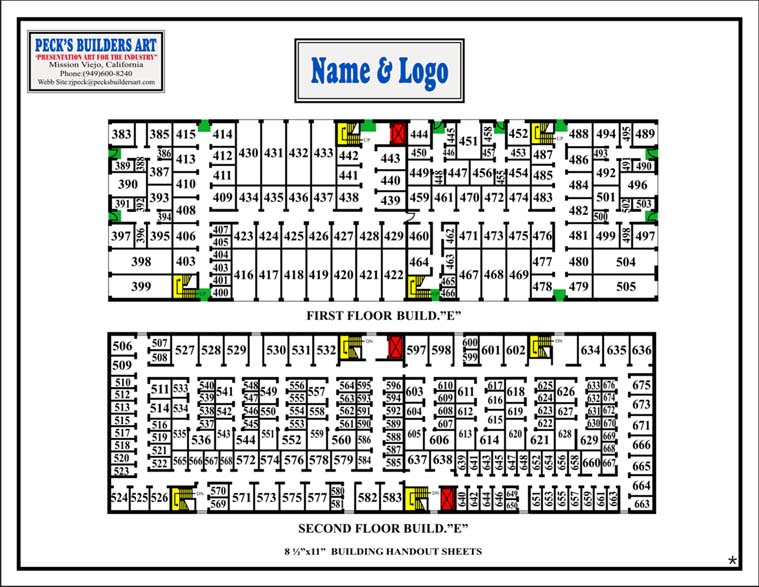 PECK'S BUILDERS ART
"PRESENTATION ART FOR THE INDUSTRY"
Mission Viejo, California
Phone:(949)600-8240
Webb Site:zjpeck@pecksbuildersart.com
Name & Logo
383 385 415 414 430 431 432 433 UP 444 445 451 458 452 UP 488 494 495 489
386 412 442 443 450 446 457 453 487 493
389 388 387 413 411 441 440 449 448 447 456 455 454 485 486 492 491 490
390 410 484 496
391 392 393 408 409 434 435 436 437 438 439 459 461 470 472 474 483 482 502 503
394 500
397 396 395 406 407 423 424 425 426 427 428 429 460 462 471 473 475 476 481 499 498 497
405
398 403 404 416 417 418 419 420 421 422 464 463 467 468 469 477 480 504
403
399 401 465 478 479 505
UP 400 UP 466
FIRST FLOOR BUILD."E"
506 507 527 528 529 530 531 532 DN 597 598 600 601 602 DN 634 635 636
509 508 599
510 511 533 540 541 548 549 556 557 564 595 596 603 610 611 617 618 625 626 633 676 675
512 539 547 555 563 593 594 609 616 624 632 674 673
513 514 534 538 542 546 550 554 558 562 592 604 608 612 615 619 623 627 631 672
515 516 537 545 553 561 591 607 622 630 670 671
517 519 535 536 543 544 551 552 559 560 586 605 606 613 614 620 621 628 629 666
518 521
520 522 565 566 567 568 572 574 576 578 579 584 585 637 638 639 641 643 645 647 648 652 654 656 658 660 667 665
523
524 525 526 DN 570 571 573 575 577 580 582 583 DN 640 642 644 646 649 651 653 655 657 659 661 663 664
569 581 650 663
SECOND FLOOR BUILD."E"
8 ½"x11" BUILDING HANDOUT SHEETS
*